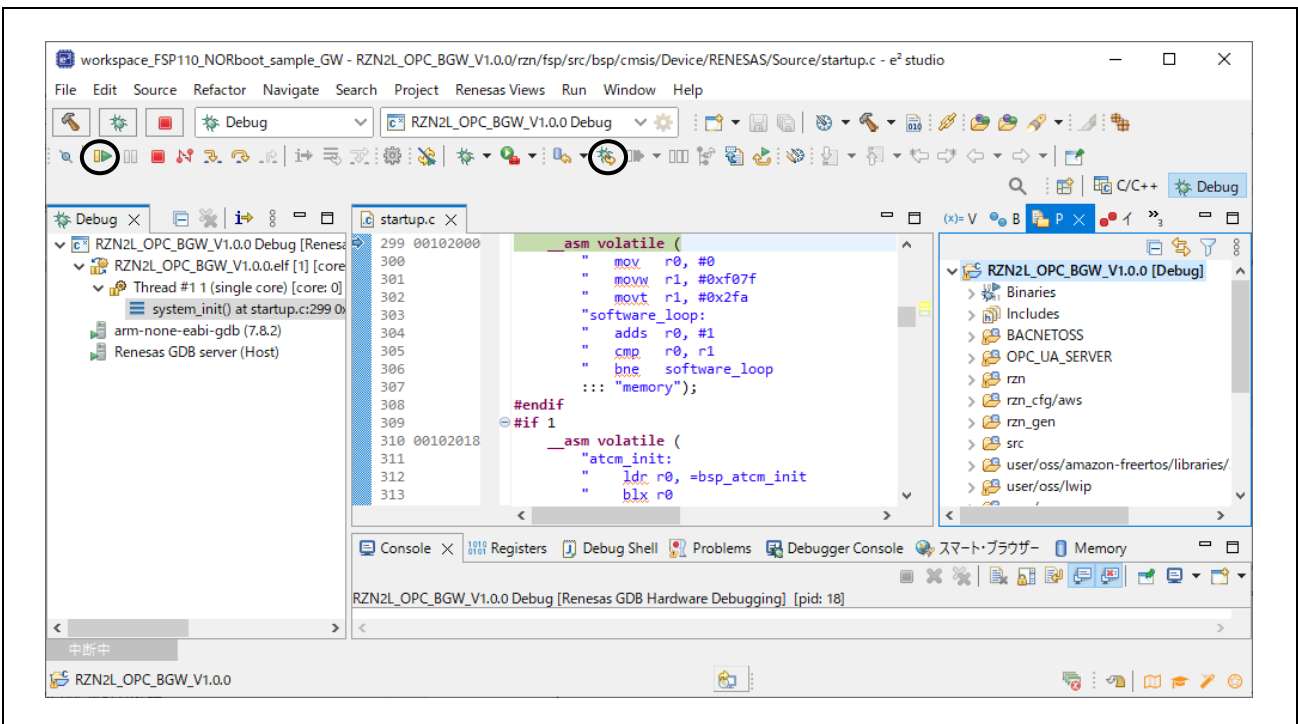 workspace_FSP110_NORboot_sample_GW - RZN2L_OPC_BGW_V1.0.0/rzn/fsp/src/bsp/cmsis/Device/RENESAS/Source/startup.c - e² studio
File Edit Source Refactor Navigate Search Project Renesas Views Run Window Help
Debug RZN2L_OPC_BGW_V1.0.0 Debug
C/C++ Debug
Debug startup.c (x)= V B P イ 3
RZN2L_OPC_BGW_V1.0.0 Debug [Renesa
RZN2L_OPC_BGW_V1.0.0.elf [1] [core
Thread #1 1 (single core) [core: 0]
system_init() at startup.c:299 0x
arm-none-eabi-gdb (7.8.2)
Renesas GDB server (Host)
299 00102000 __asm volatile (
300 " mov r0, #0
301 " movw r1, #0xf07f
302 " movt r1, #0x2fa
303 "software_loop:
304 " adds r0, #1
305 " cmp r0, r1
306 " bne software_loop
307 ::: "memory");
308 #endif
309 #if 1
310 00102018 __asm volatile (
311 "atcm_init:
312 " ldr r0, =bsp_atcm_init
313 " blx r0
RZN2L_OPC_BGW_V1.0.0 [Debug]
Binaries
Includes
BACNETOSS
OPC_UA_SERVER
rzn
rzn_cfg/aws
rzn_gen
src
user/oss/amazon-freertos/libraries/
user/oss/lwip
Console Registers Debug Shell Problems Debugger Console スマート・ブラウザー Memory
RZN2L_OPC_BGW_V1.0.0 Debug [Renesas GDB Hardware Debugging] [pid: 18]
中断中
RZN2L_OPC_BGW_V1.0.0